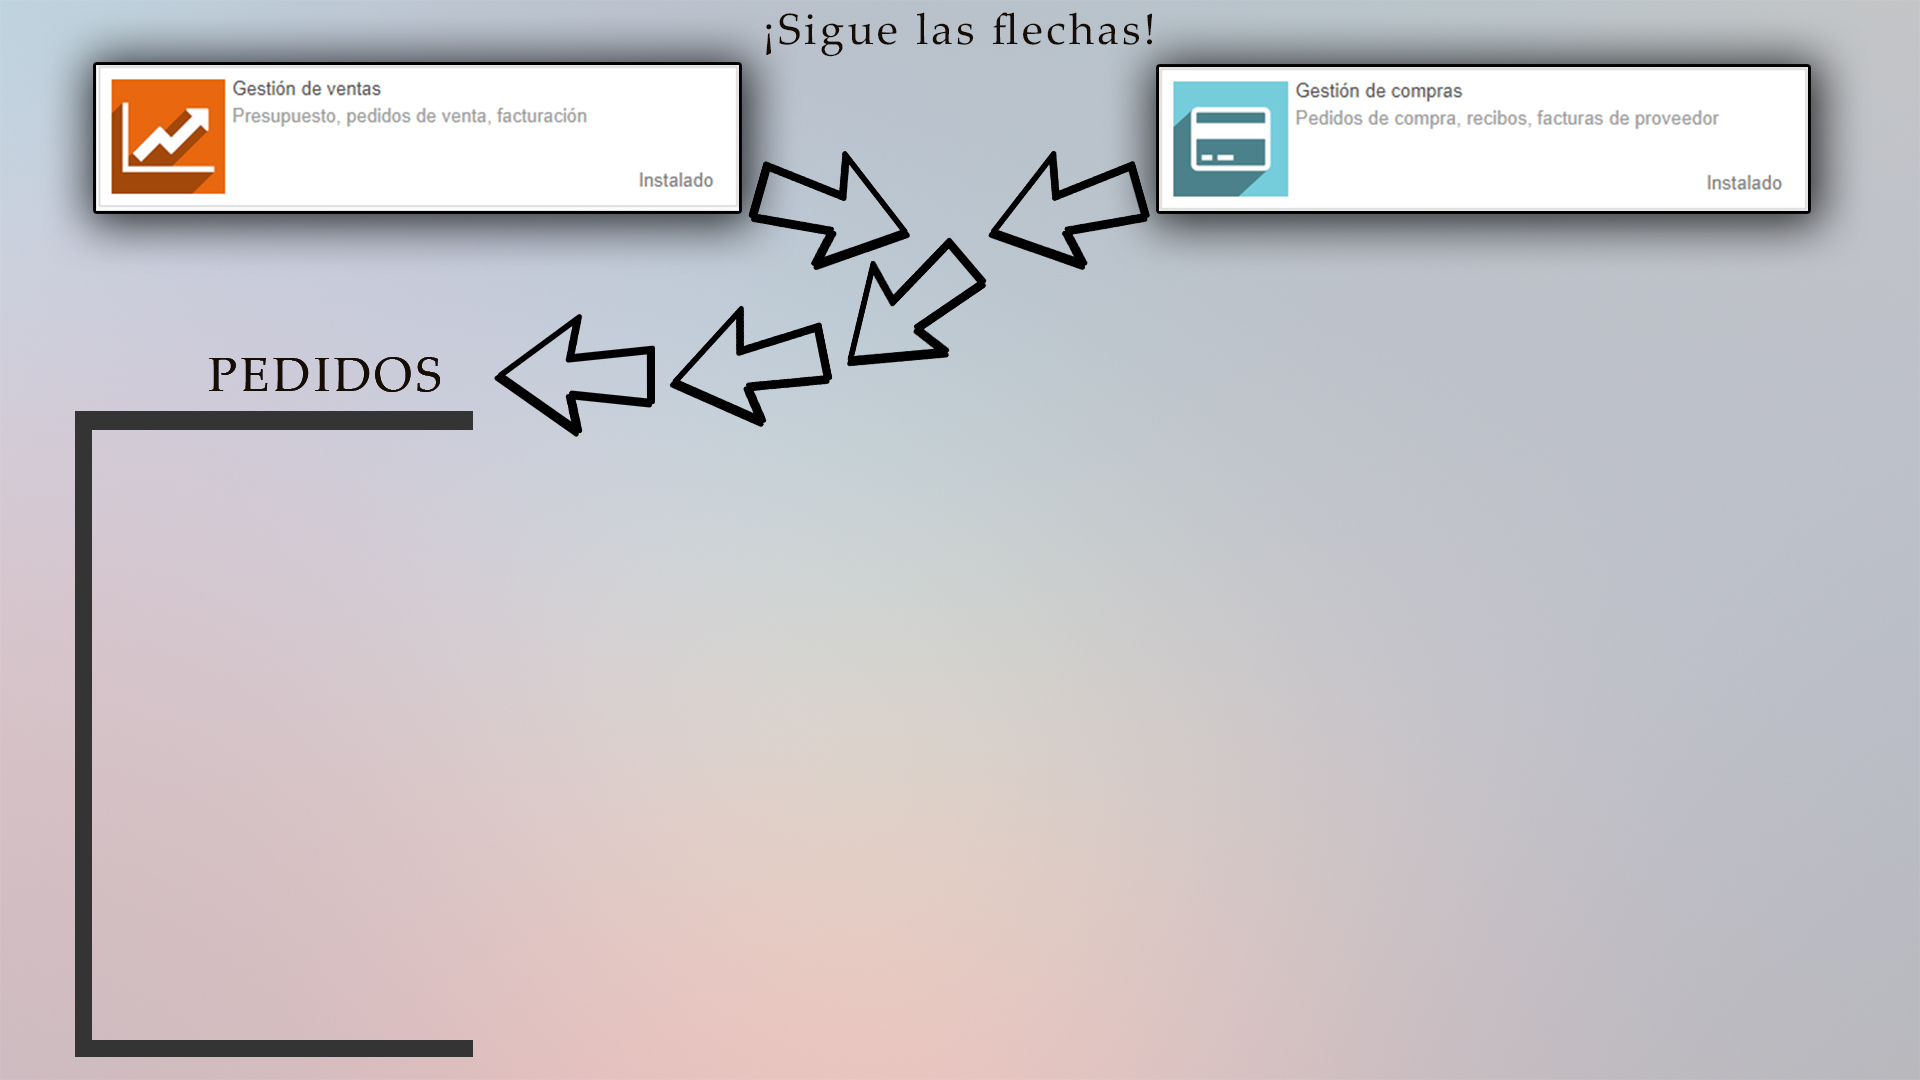 ¡Sigue las flechas!
Gestión de ventas
Presupuesto, pedidos de venta, facturación
Instalado
Gestión de compras
Pedidos de compra, recibos, facturas de proveedor
Instalado
PEDIDOS